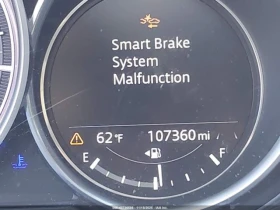 Smart Brake
System
Malfunction
62°F 107360 mi
E F